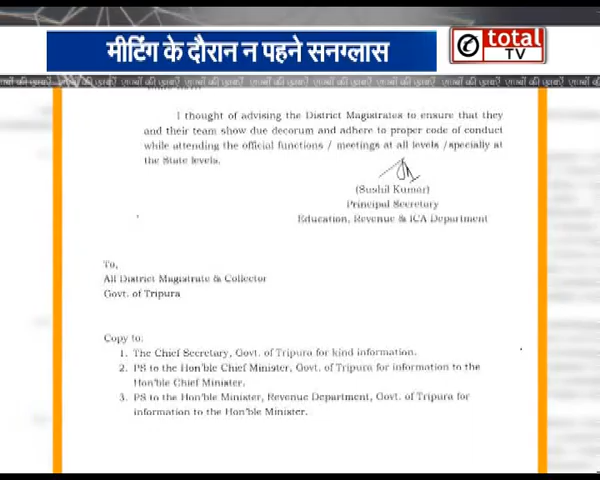 मीटिंग के दौरान न पहने सनग्लास
total
TV
I thought of advising the District Magistrates to ensure that they
and their team show due decorum and adhere to proper code of conduct
while attending the official functions / meetings at all levels /specially at
the State levels.
(Sushil Kumar)
Principal Secretary
Education, Revenue & ICA Department
To,
All District Magistrate & Collector
Govt. of Tripura
Copy to:
1. The Chief Secretary, Govt. of Tripura for kind information.
2. PS to the Hon'ble Chief Minister, Govt. of Tripura for information to the
Hon'ble Chief Minister.
3. PS to the Hon'ble Minister, Revenue Department, Govt. of Tripura for
information to the Hon'ble Minister.